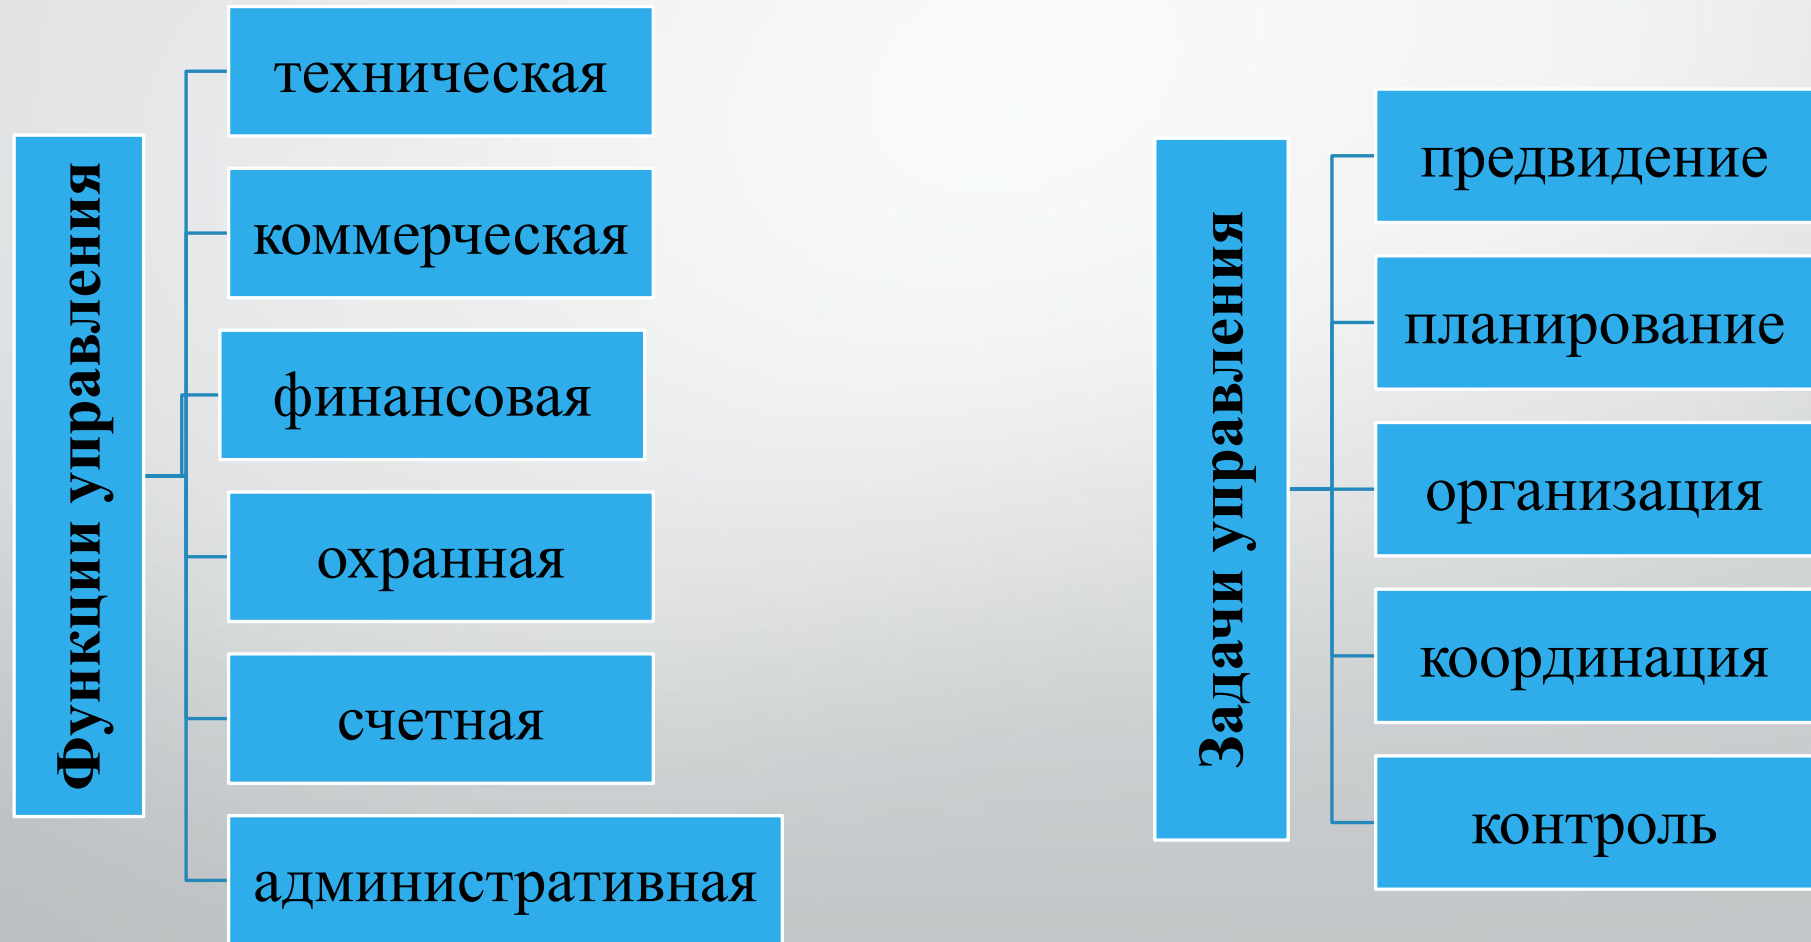 Функции управления
техническая
коммерческая
финансовая
охранная
счетная
административная
Задачи управления
предвидение
планирование
организация
координация
контроль